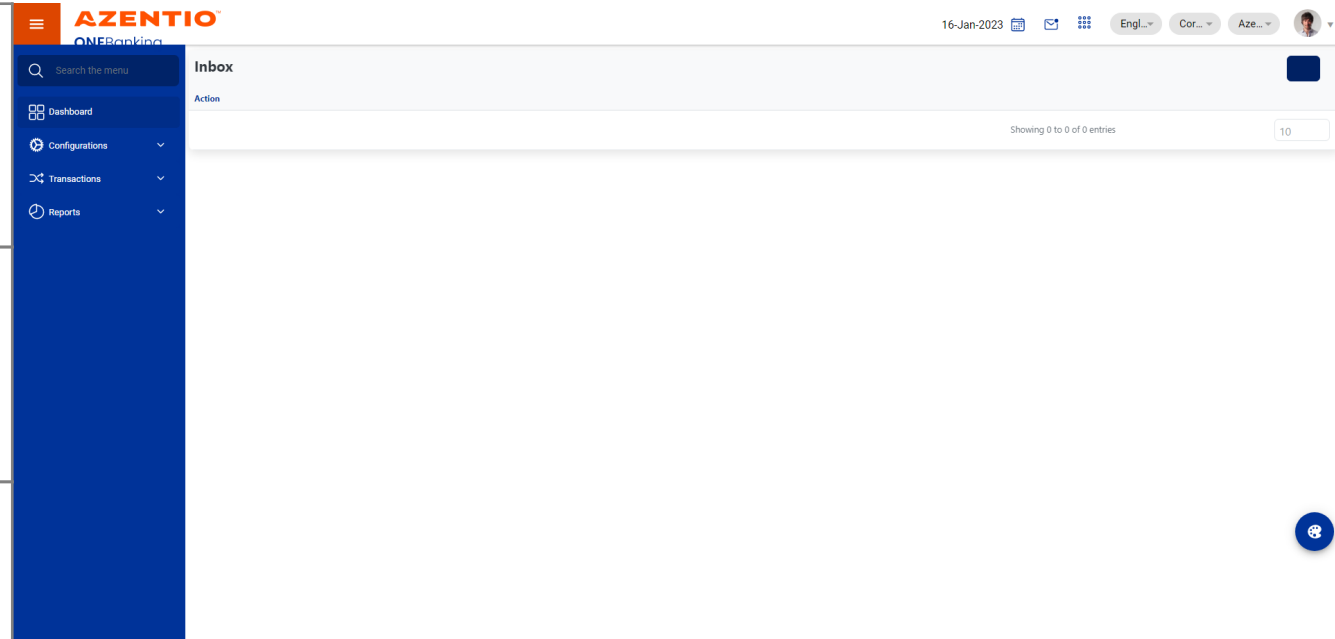 AZENTIO™
ONEBanking
16-Jan-2023
Engl...
Cor...
Aze...
Search the menu
Dashboard
Configurations
Transactions
Reports
Inbox
Action
Showing 0 to 0 of 0 entries
10